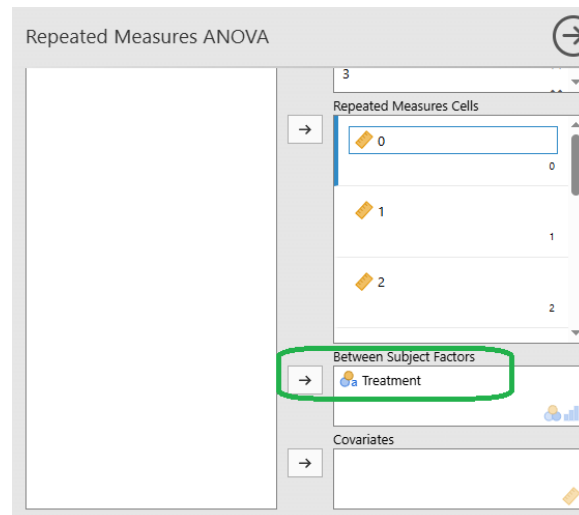 Repeated Measures ANOVA
3
Repeated Measures Cells
0
0
1
1
2
2
Between Subject Factors
a Treatment
Covariates